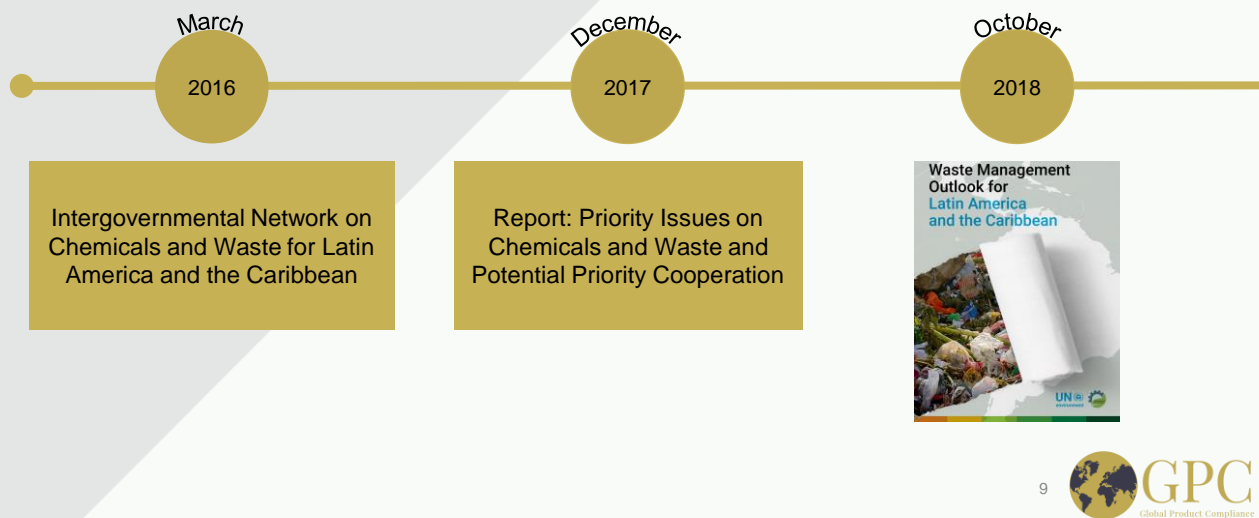 March
2016
Intergovernmental Network on
Chemicals and Waste for Latin
America and the Caribbean
December
2017
Report: Priority Issues on
Chemicals and Waste and
Potential Priority Cooperation
October
2018
Waste Management
Outlook for
Latin America
and the Caribbean
UN
environment
9
GPC
Global Product Compliance